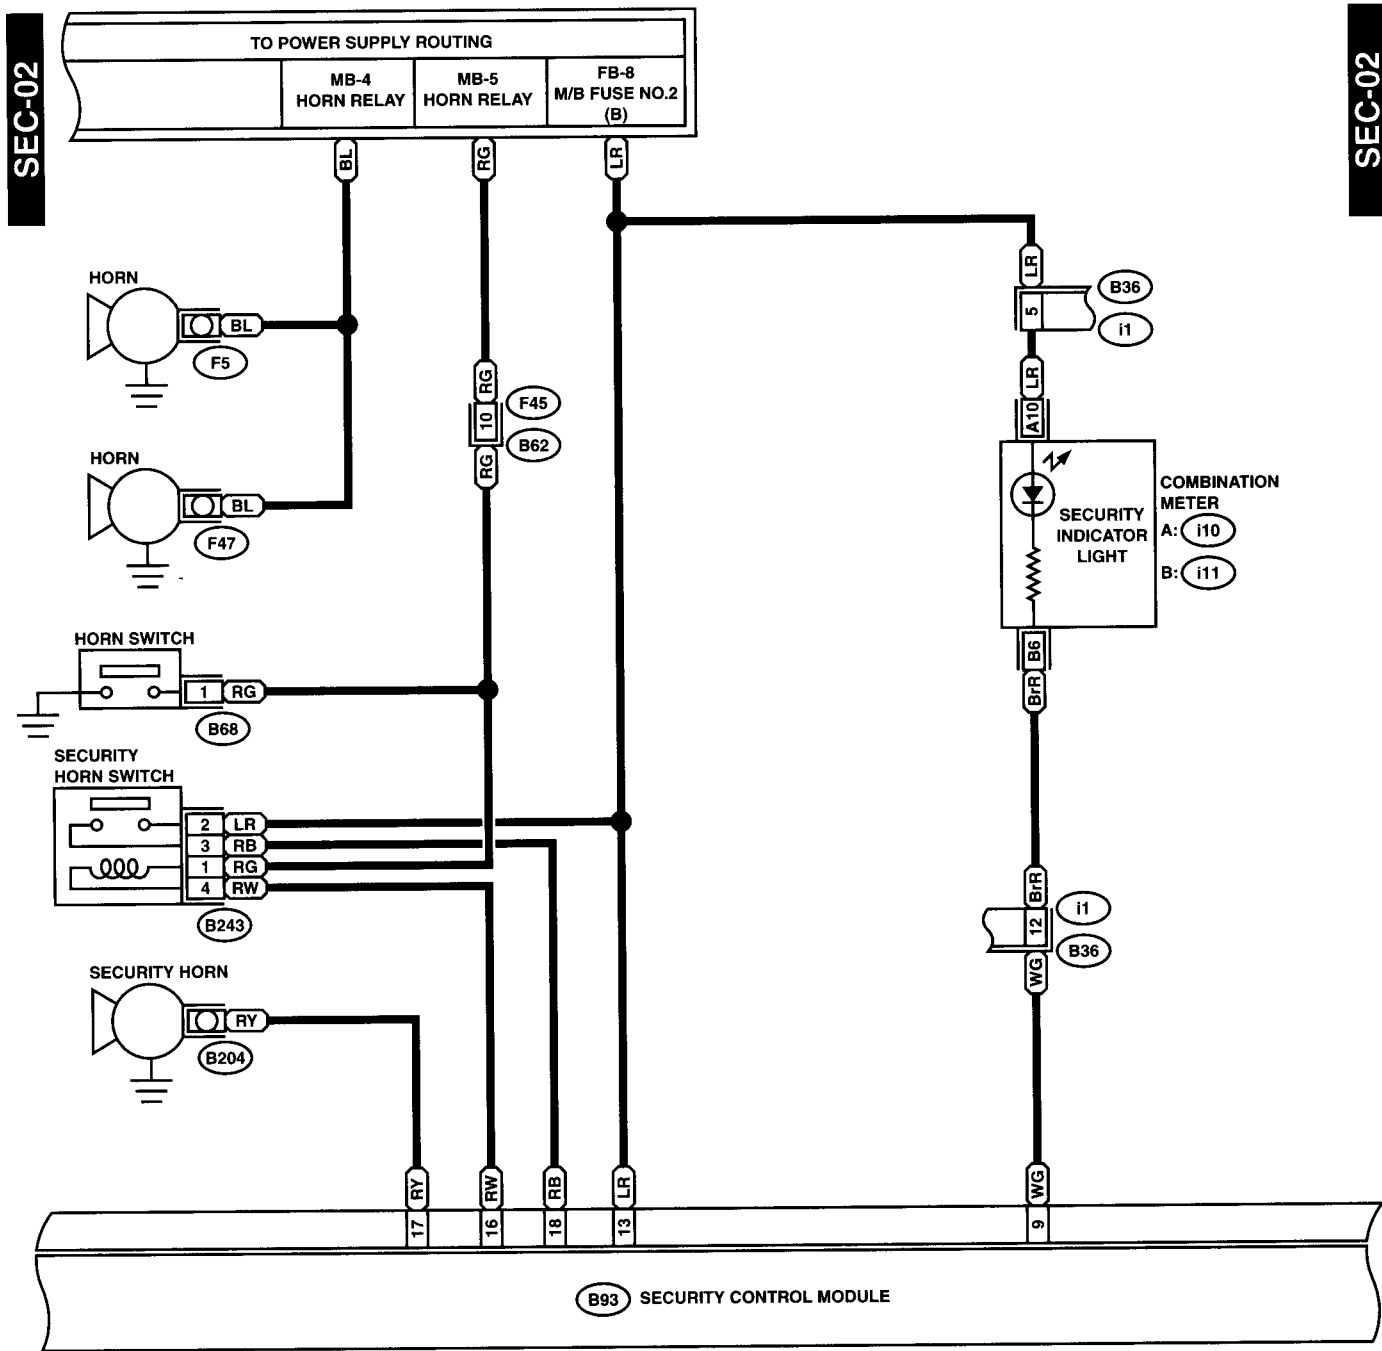 SEC-02
SEC-02
TO POWER SUPPLY ROUTING
MB-4
HORN RELAY
MB-5
HORN RELAY
FB-8
M/B FUSE NO.2
(B)
BL
RG
LR
HORN
BL
F5
LR
B36
5
i1
LR
A10
RG
F45
10
B62
RG
HORN
BL
F47
SECURITY
INDICATOR
LIGHT
COMBINATION
METER
A: i10
B: i11
B6
BrR
HORN SWITCH
1 RG
B68
SECURITY
HORN SWITCH
2 LR
3 RB
1 RG
4 RW
B243
BrR
i1
12
B36
WG
SECURITY HORN
RY
B204
RY
RW
RB
LR
WG
17
16
18
13
9
B93 SECURITY CONTROL MODULE